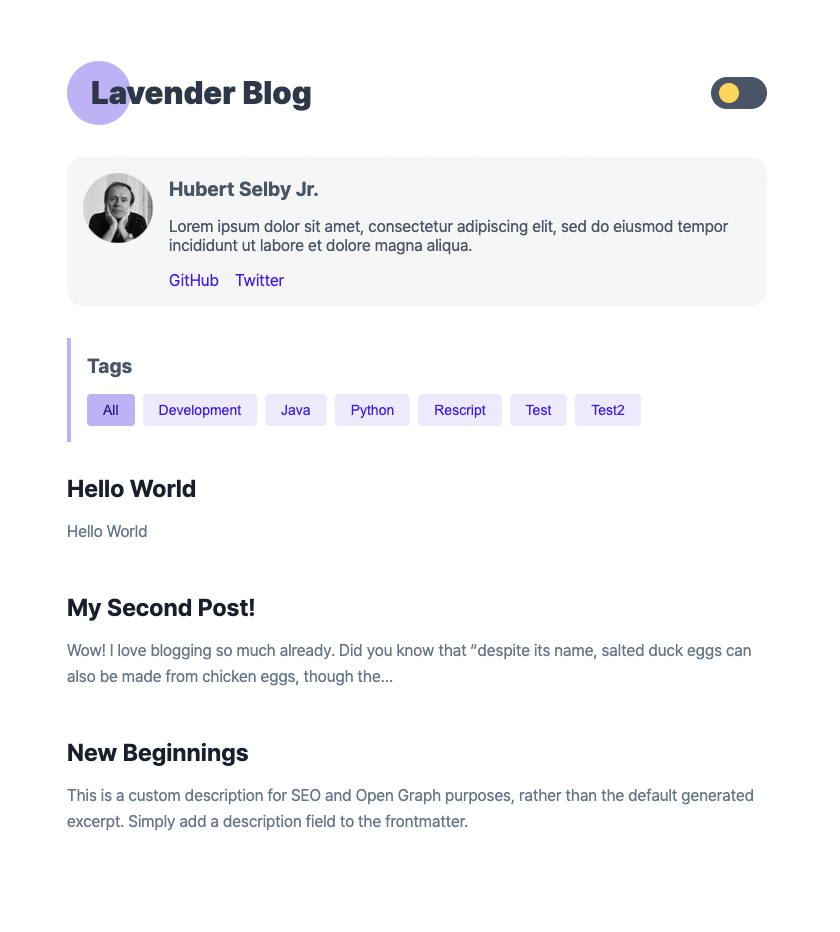 Lavender Blog
Hubert Selby Jr.
Lorem ipsum dolor sit amet, consectetur adipiscing elit, sed do eiusmod tempor
incididunt ut labore et dolore magna aliqua.
GitHub Twitter
Tags
All Development Java Python Rescript Test Test2
Hello World
Hello World
My Second Post!
Wow! I love blogging so much already. Did you know that “despite its name, salted duck eggs can
also be made from chicken eggs, though the...
New Beginnings
This is a custom description for SEO and Open Graph purposes, rather than the default generated
excerpt. Simply add a description field to the frontmatter.